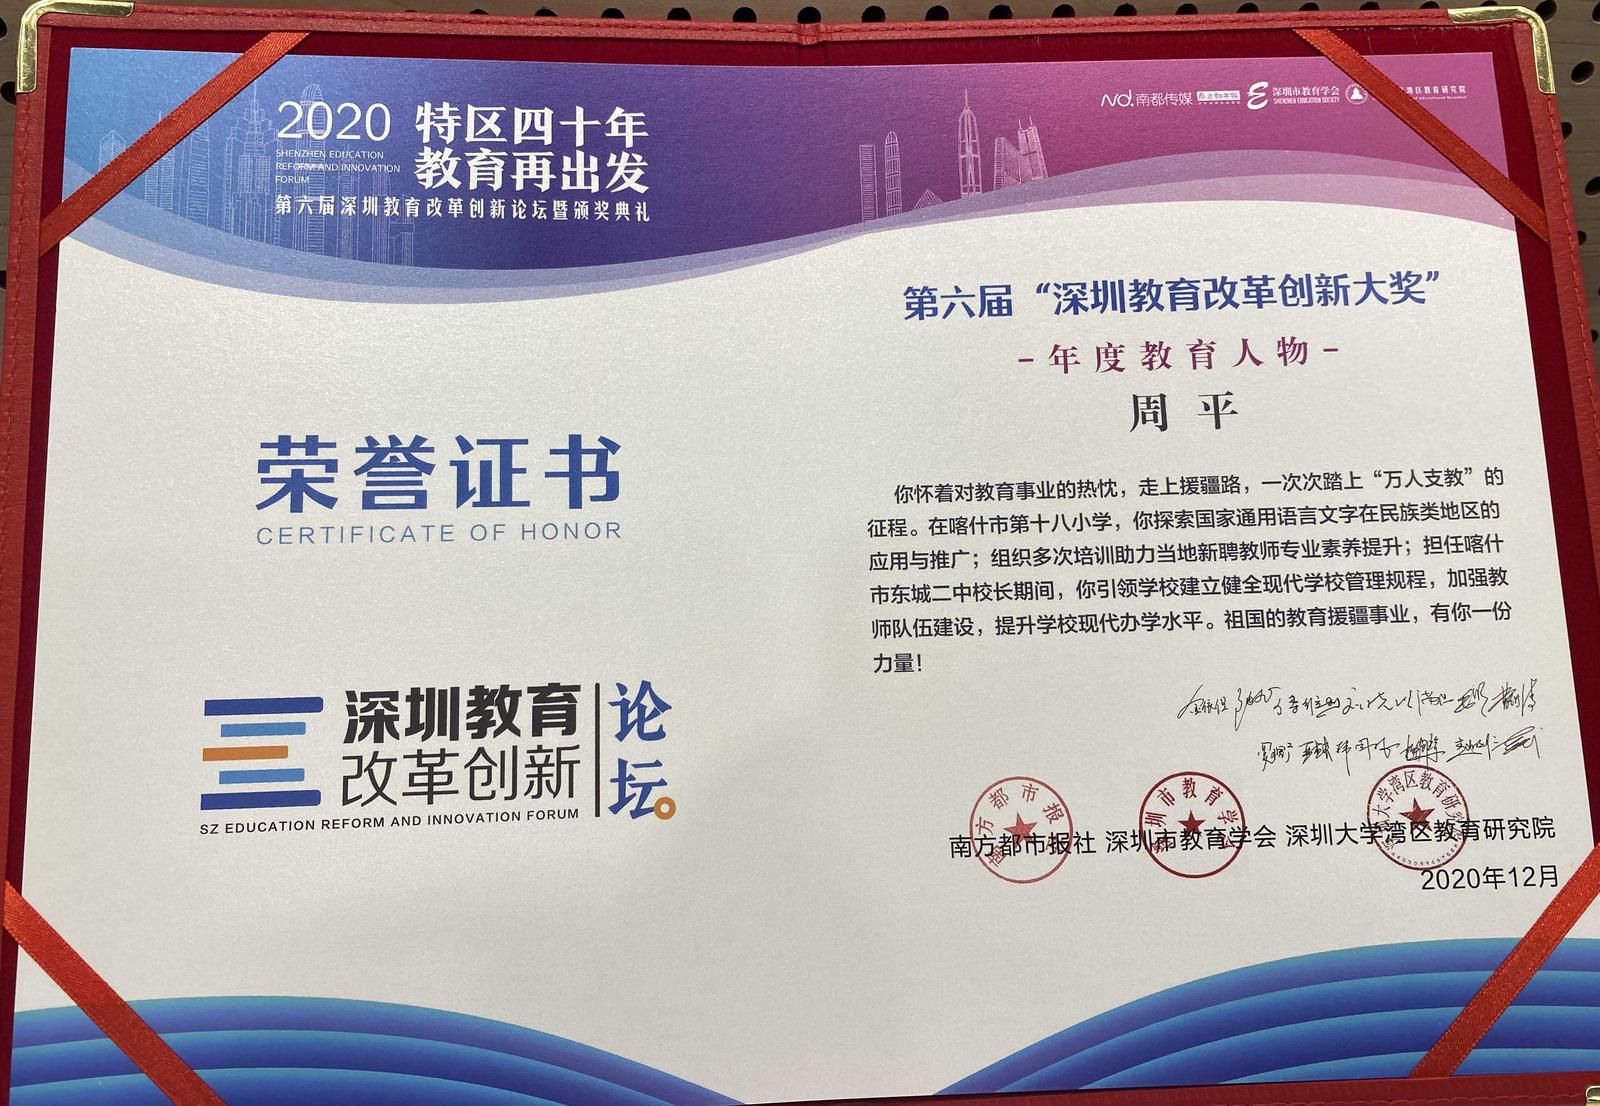 2020 特区四十年
SHENZHEN EDUCATION
REFORM AND INNOVATION
FORUM
教育再出发
第六届深圳教育改革创新论坛暨颁奖典礼
nd.南都传媒 南方都市报 深圳市教育学会 湾区教育研究院
SHENZHEN EDUCATION SOCIETY
荣誉证书
CERTIFICATE OF HONOR
深圳教育
改革创新
论坛
SZ EDUCATION REFORM AND INNOVATION FORUM
第六届“深圳教育改革创新大奖”
-年度教育人物-
周平
你怀着对教育事业的热忱，走上援疆路，一次次踏上“万人支教”的
征程。在喀什市第十八小学，你探索国家通用语言文字在民族类地区的
应用与推广；组织多次培训助力当地新聘教师专业素养提升；担任喀什
市东城二中校长期间，你引领学校建立健全现代学校管理规程，加强教
师队伍建设，提升学校现代办学水平。祖国的教育援疆事业，有你一份
力量！
南方都市报社 深圳市教育学会 深圳大学湾区教育研究院
2020年12月